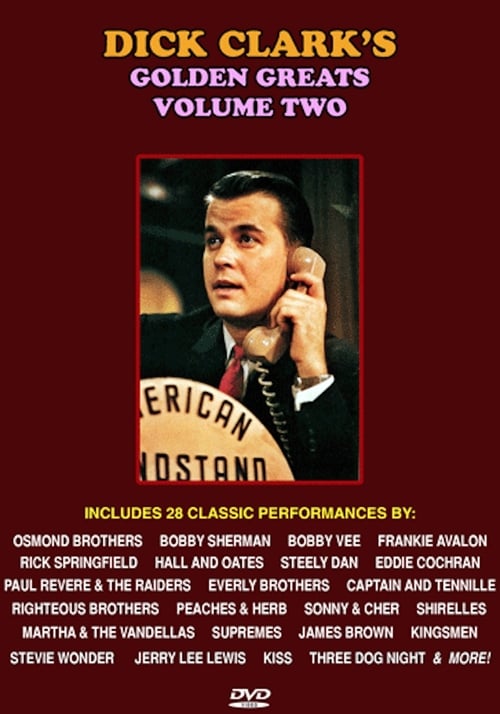 DICK CLARK'S
GOLDEN GREATS
VOLUME TWO
ERICAN
NDSTAND
INCLUDES 28 CLASSIC PERFORMANCES BY:
OSMOND BROTHERS BOBBY SHERMAN BOBBY VEE FRANKIE AVALON
RICK SPRINGFIELD HALL AND OATES STEELY DAN EDDIE COCHRAN
PAUL REVERE & THE RAIDERS EVERLY BROTHERS CAPTAIN AND TENNILLE
RIGHTEOUS BROTHERS PEACHES & HERB SONNY & CHER SHIRELLES
MARTHA & THE VANDELLAS SUPREMES JAMES BROWN KINGSMEN
STEVIE WONDER JERRY LEE LEWIS KISS THREE DOG NIGHT & MORE!
DVD
VIDEO